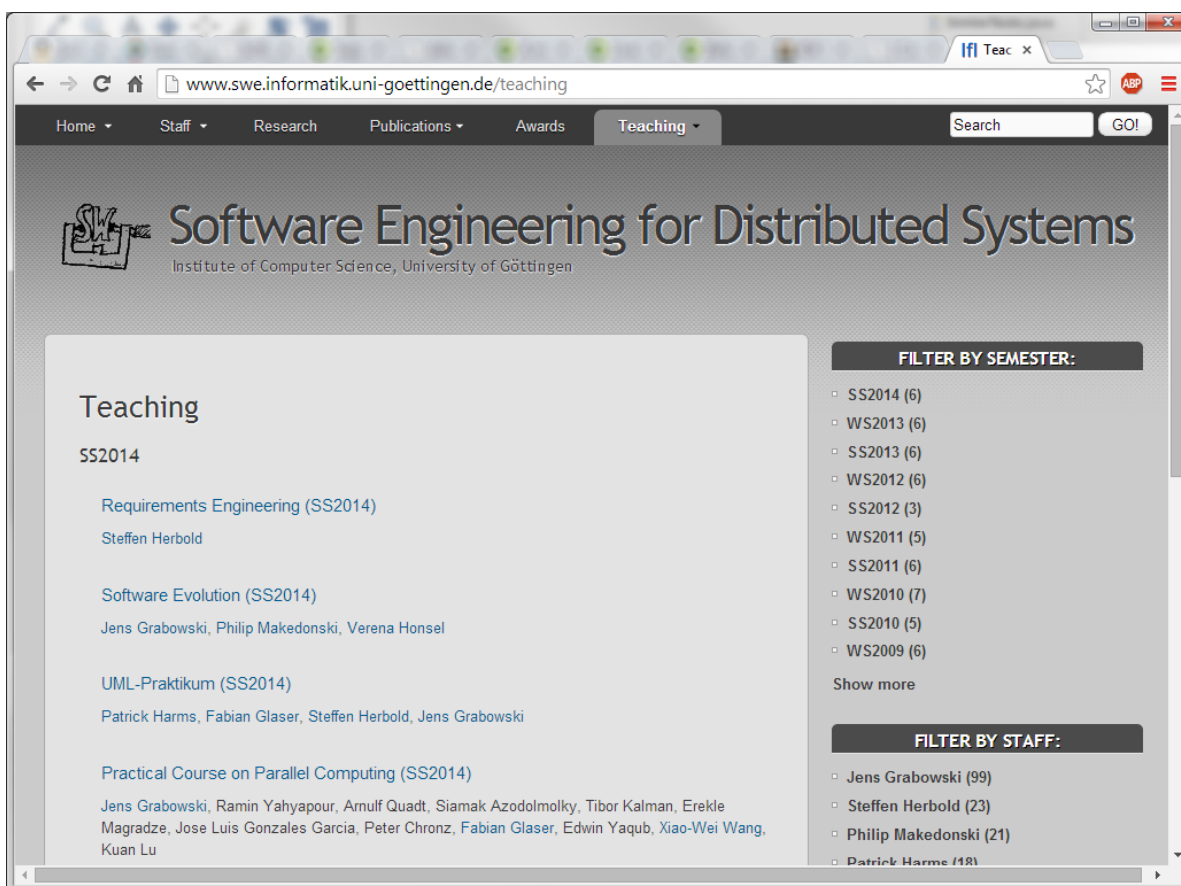 Teac ×
www.swe.informatik.uni-goettingen.de/teaching
ABP
Home Staff Research Publications Awards Teaching
Search GO!
SW
Software Engineering for Distributed Systems
Institute of Computer Science, University of Göttingen
Teaching
SS2014
Requirements Engineering (SS2014)
Steffen Herbold
Software Evolution (SS2014)
Jens Grabowski, Philip Makedonski, Verena Honsel
UML-Praktikum (SS2014)
Patrick Harms, Fabian Glaser, Steffen Herbold, Jens Grabowski
Practical Course on Parallel Computing (SS2014)
Jens Grabowski, Ramin Yahyapour, Arnulf Quadt, Siamak Azodolmolky, Tibor Kalman, Erekle
Magradze, Jose Luis Gonzales Garcia, Peter Chronz, Fabian Glaser, Edwin Yaqub, Xiao-Wei Wang,
Kuan Lu
FILTER BY SEMESTER:
SS2014 (6)
WS2013 (6)
SS2013 (6)
WS2012 (6)
SS2012 (3)
WS2011 (5)
SS2011 (6)
WS2010 (7)
SS2010 (5)
WS2009 (6)
Show more
FILTER BY STAFF:
Jens Grabowski (99)
Steffen Herbold (23)
Philip Makedonski (21)
Patrick Harms (18)